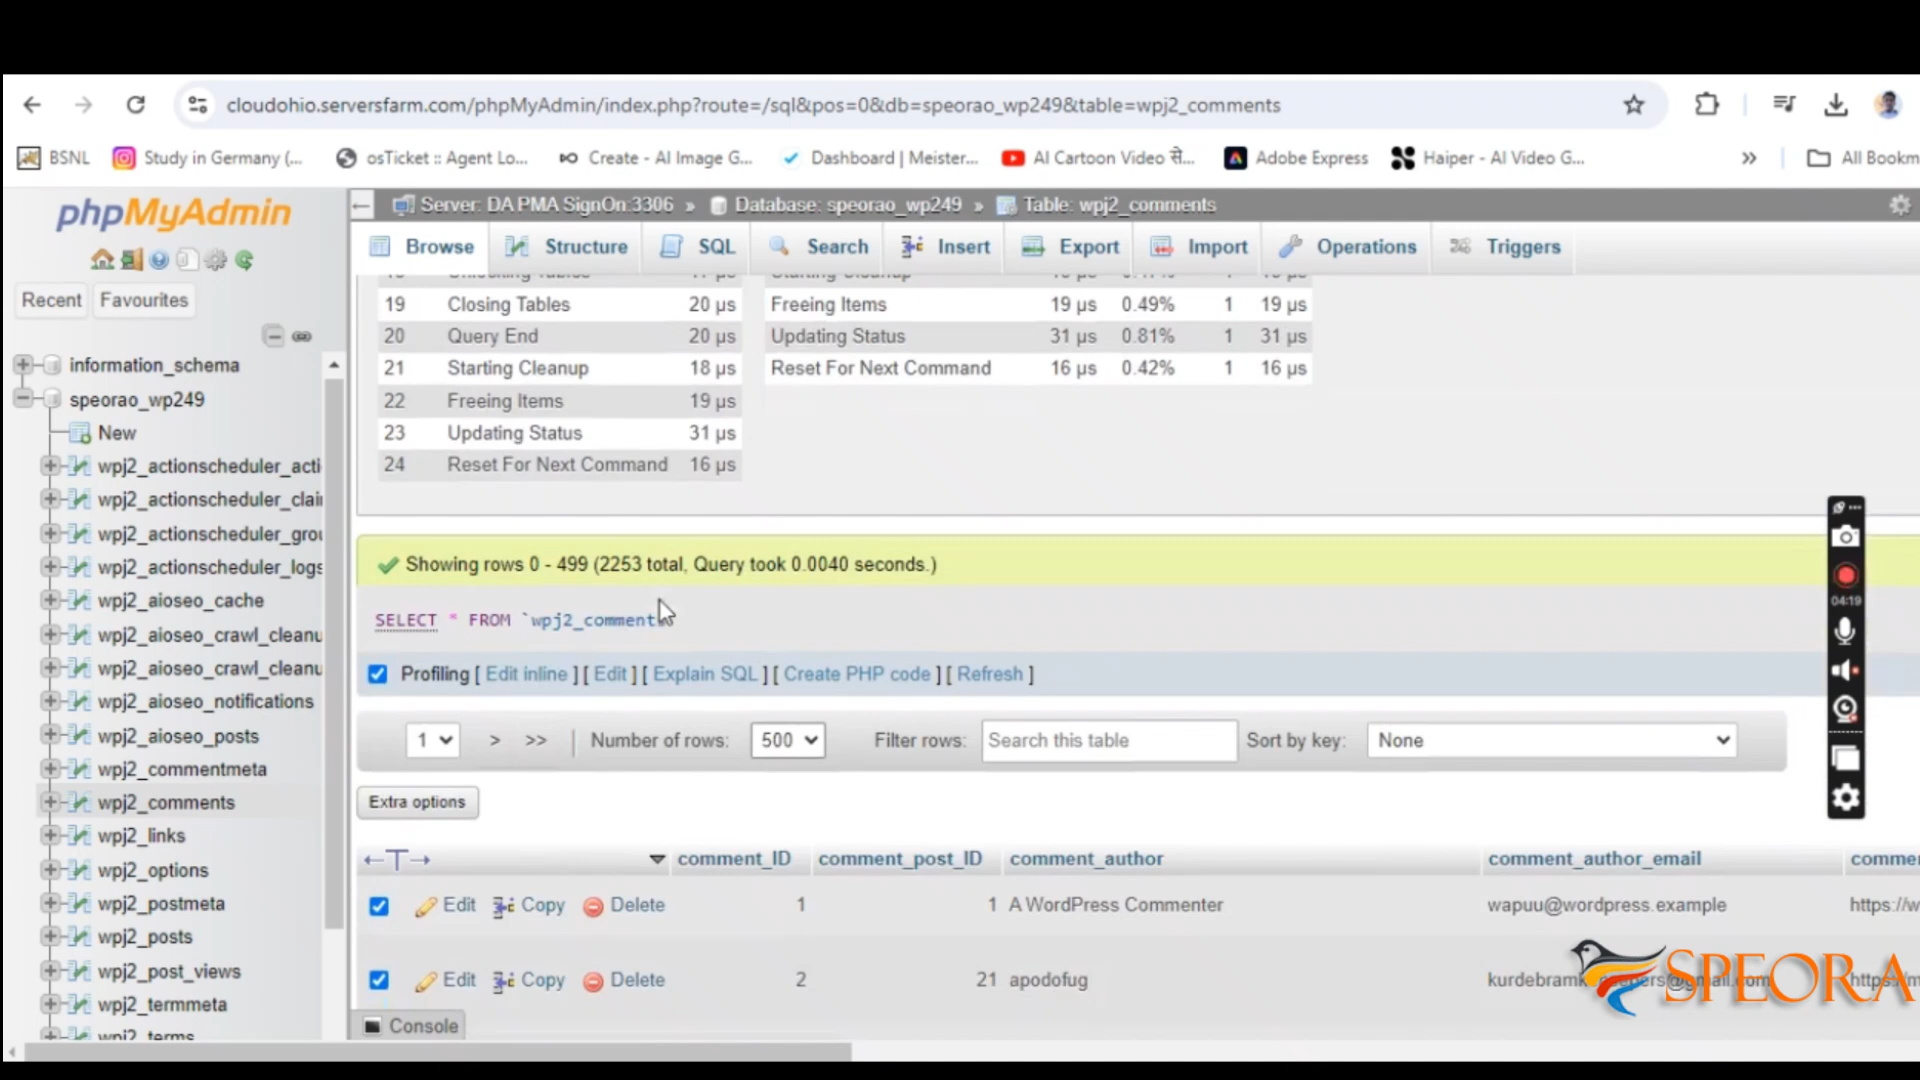 cloudohio.serversfarm.com/phpMyAdmin/index.php?route=/sql&pos=0&db=speorao_wp249&table=wpj2_comments
BSNL Study in Germany (... osTicket :: Agent Lo... Create - AI Image G... Dashboard | Meister... AI Cartoon Video से... Adobe Express Haiper - AI Video G... » All Bookm
phpMyAdmin
Server: DA PMA SignOn:3306 » Database: speorao_wp249 » Table: wpj2_comments
Browse Structure SQL Search Insert Export Import Operations Triggers
Recent Favourites
information_schema
speorao_wp249
New
wpj2_actionscheduler_acti
wpj2_actionscheduler_clai
wpj2_actionscheduler_grou
wpj2_actionscheduler_logs
wpj2_aioseo_cache
wpj2_aioseo_crawl_cleanu
wpj2_aioseo_crawl_cleanu
wpj2_aioseo_notifications
wpj2_aioseo_posts
wpj2_commentmeta
wpj2_comments
wpj2_links
wpj2_options
wpj2_postmeta
wpj2_posts
wpj2_post_views
wpj2_termmeta
wpj2_terms
19 Closing Tables 20 µs Freeing Items 19 µs 0.49% 1 19 µs
20 Query End 20 µs Updating Status 31 µs 0.81% 1 31 µs
21 Starting Cleanup 18 µs Reset For Next Command 16 µs 0.42% 1 16 µs
22 Freeing Items 19 µs
23 Updating Status 31 µs
24 Reset For Next Command 16 µs
Showing rows 0 - 499 (2253 total, Query took 0.0040 seconds.)
SELECT * FROM `wpj2_comment
Profiling [ Edit inline ] [ Edit ] [ Explain SQL ] [ Create PHP code ] [ Refresh ]
1 > >> | Number of rows: 500 Filter rows: Search this table Sort by key: None
Extra options
←T→ comment_ID comment_post_ID comment_author comment_author_email comme
Edit Copy Delete 1 1 A WordPress Commenter wapuu@wordpress.example https://w
Edit Copy Delete 2 21 apodofug
Console
04:19
SPEORA